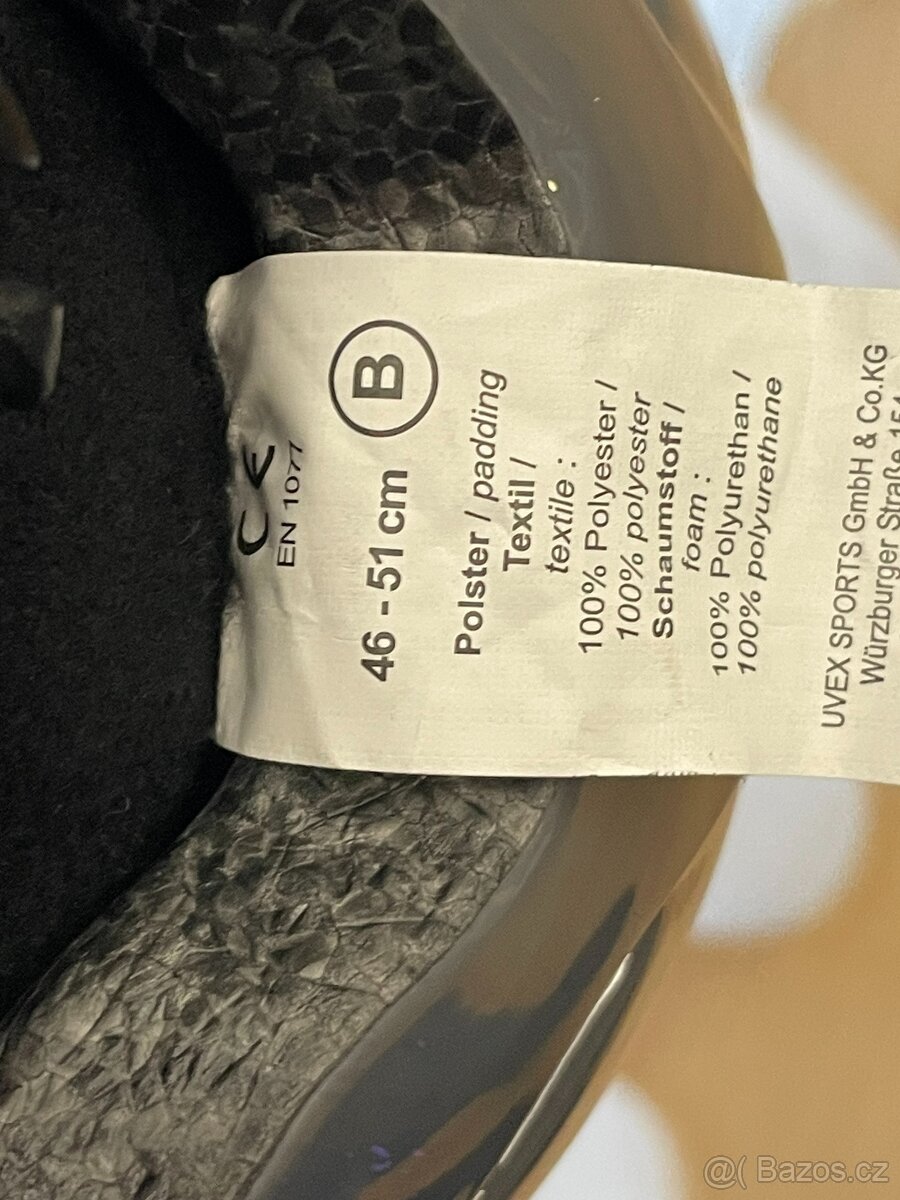 CE
EN 1077
46 - 51 cm B
Polster / padding
Textil /
textile :
100% Polyester /
100% polyester
Schaumstoff /
foam :
100% Polyurethan /
100% polyurethane
UVEX SPORTS GmbH & Co.KG
Würzburger Straße 154
@( Bazos.cz